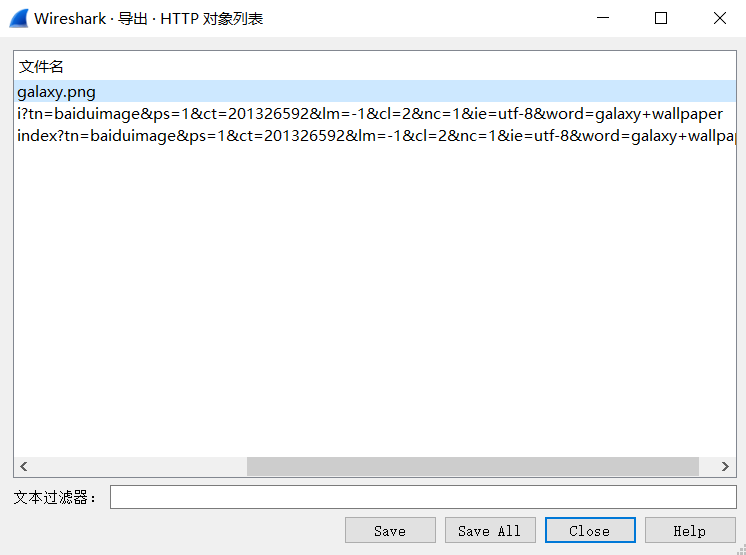 Wireshark · 导出 · HTTP 对象列表
文件名
galaxy.png
i?tn=baiduimage&ps=1&ct=201326592&lm=-1&cl=2&nc=1&ie=utf-8&word=galaxy+wallpaper
index?tn=baiduimage&ps=1&ct=201326592&lm=-1&cl=2&nc=1&ie=utf-8&word=galaxy+wallpap
文本过滤器：
Save Save All Close Help